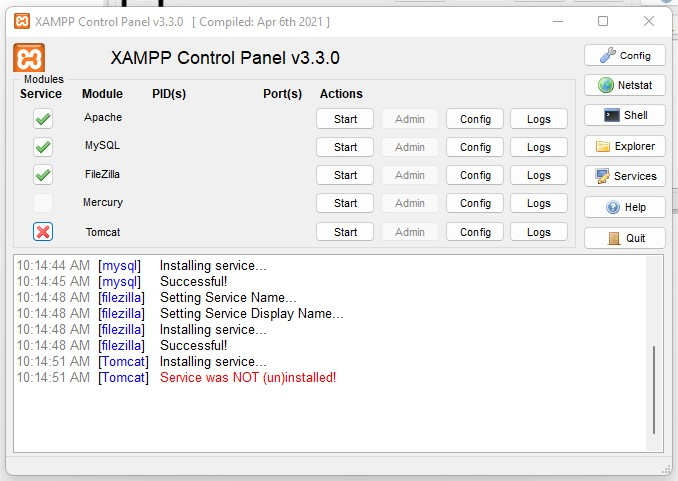 XAMPP Control Panel v3.3.0 [ Compiled: Apr 6th 2021 ]
XAMPP Control Panel v3.3.0
Config
Modules
Service Module PID(s) Port(s) Actions
Netstat
Apache Start Admin Config Logs
Shell
MySQL Start Admin Config Logs
Explorer
FileZilla Start Admin Config Logs
Services
Mercury Start Admin Config Logs
Help
Tomcat Start Admin Config Logs
Quit
10:14:44 AM [mysql] Installing service...
10:14:45 AM [mysql] Successful!
10:14:48 AM [filezilla] Setting Service Name...
10:14:48 AM [filezilla] Setting Service Display Name...
10:14:48 AM [filezilla] Installing service...
10:14:48 AM [filezilla] Successful!
10:14:51 AM [Tomcat] Installing service...
10:14:51 AM [Tomcat] Service was NOT (un)installed!